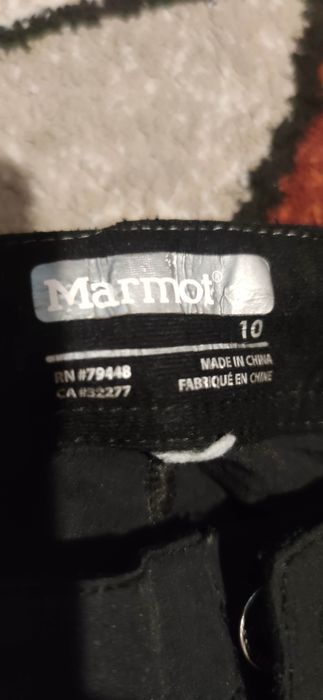 Marmot®
10
RN #79448
CA #32277
MADE IN CHINA
FABRIQUÉ EN CHINE